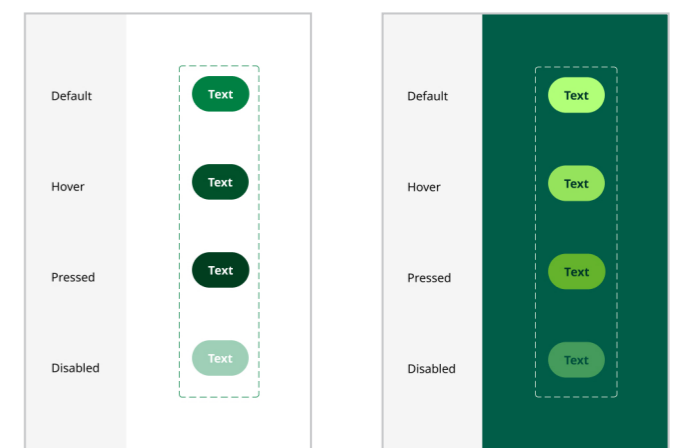 Default
Text
Hover
Text
Pressed
Text
Disabled
Text
Default
Text
Hover
Text
Pressed
Text
Disabled
Text